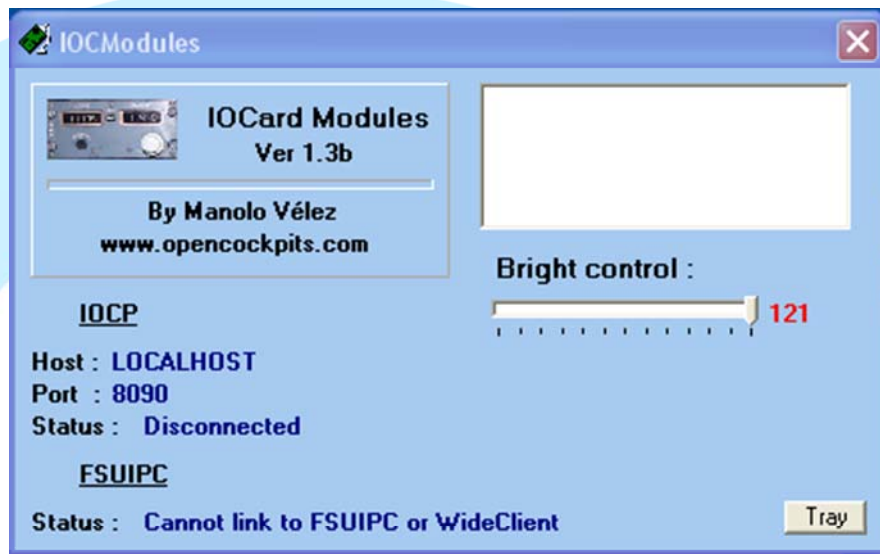 IOCModules
IOCard Modules
Ver 1.3b
By Manolo Vélez
www.opencockpits.com
Bright control :
121
IOCP
Host : LOCALHOST
Port : 8090
Status : Disconnected
FSUIPC
Status : Cannot link to FSUIPC or WideClient
Tray